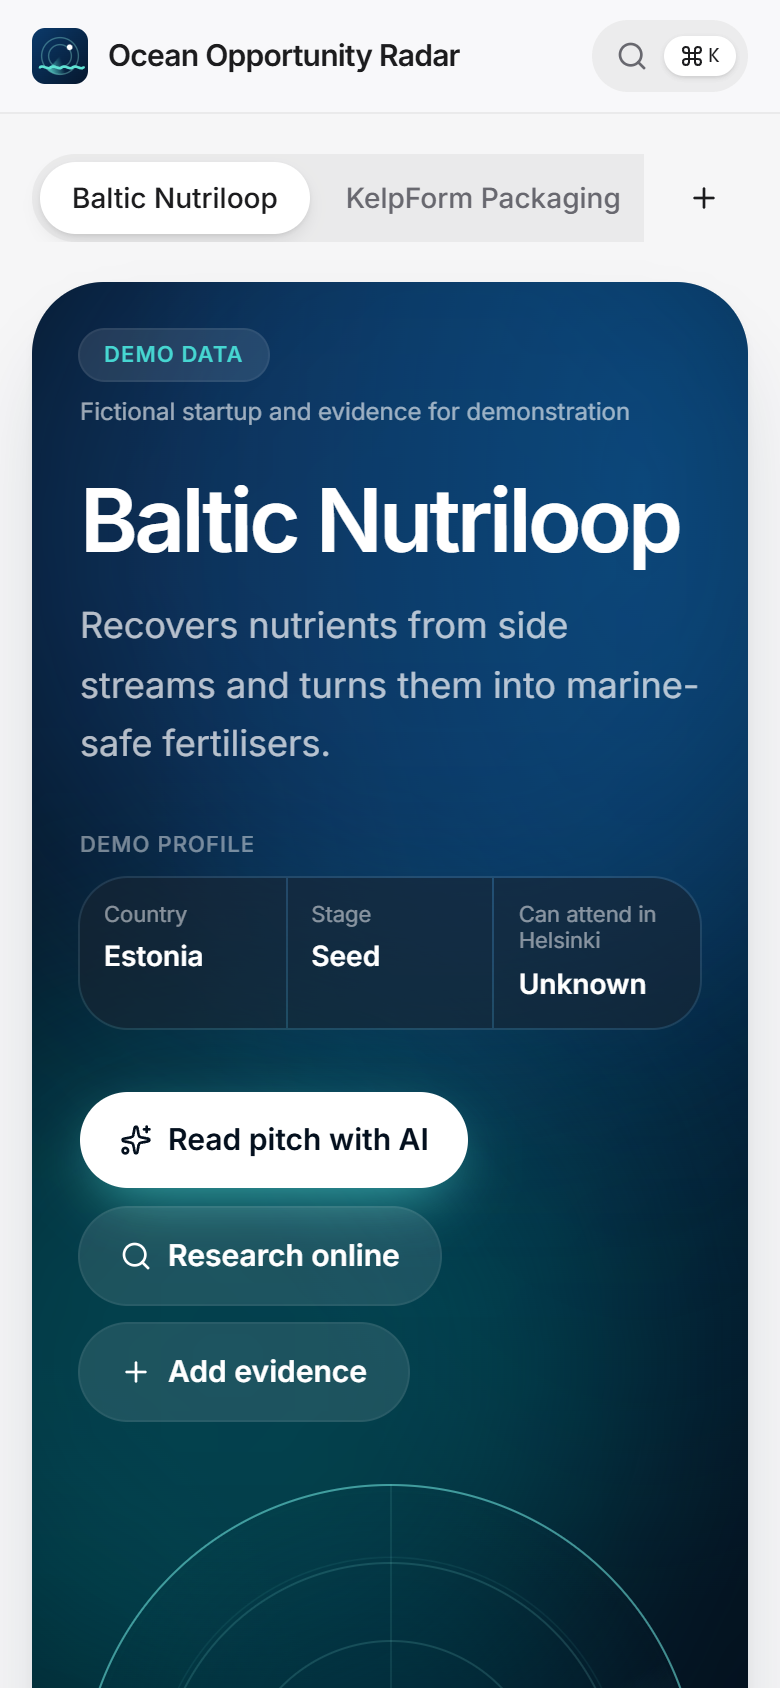 Ocean Opportunity Radar
⌘ K
Baltic Nutriloop
KelpForm Packaging
DEMO DATA
Fictional startup and evidence for demonstration
Baltic Nutriloop
Recovers nutrients from side
streams and turns them into marine-
safe fertilisers.
DEMO PROFILE
Country
Estonia
Stage
Seed
Can attend in
Helsinki
Unknown
Read pitch with AI
Research online
Add evidence